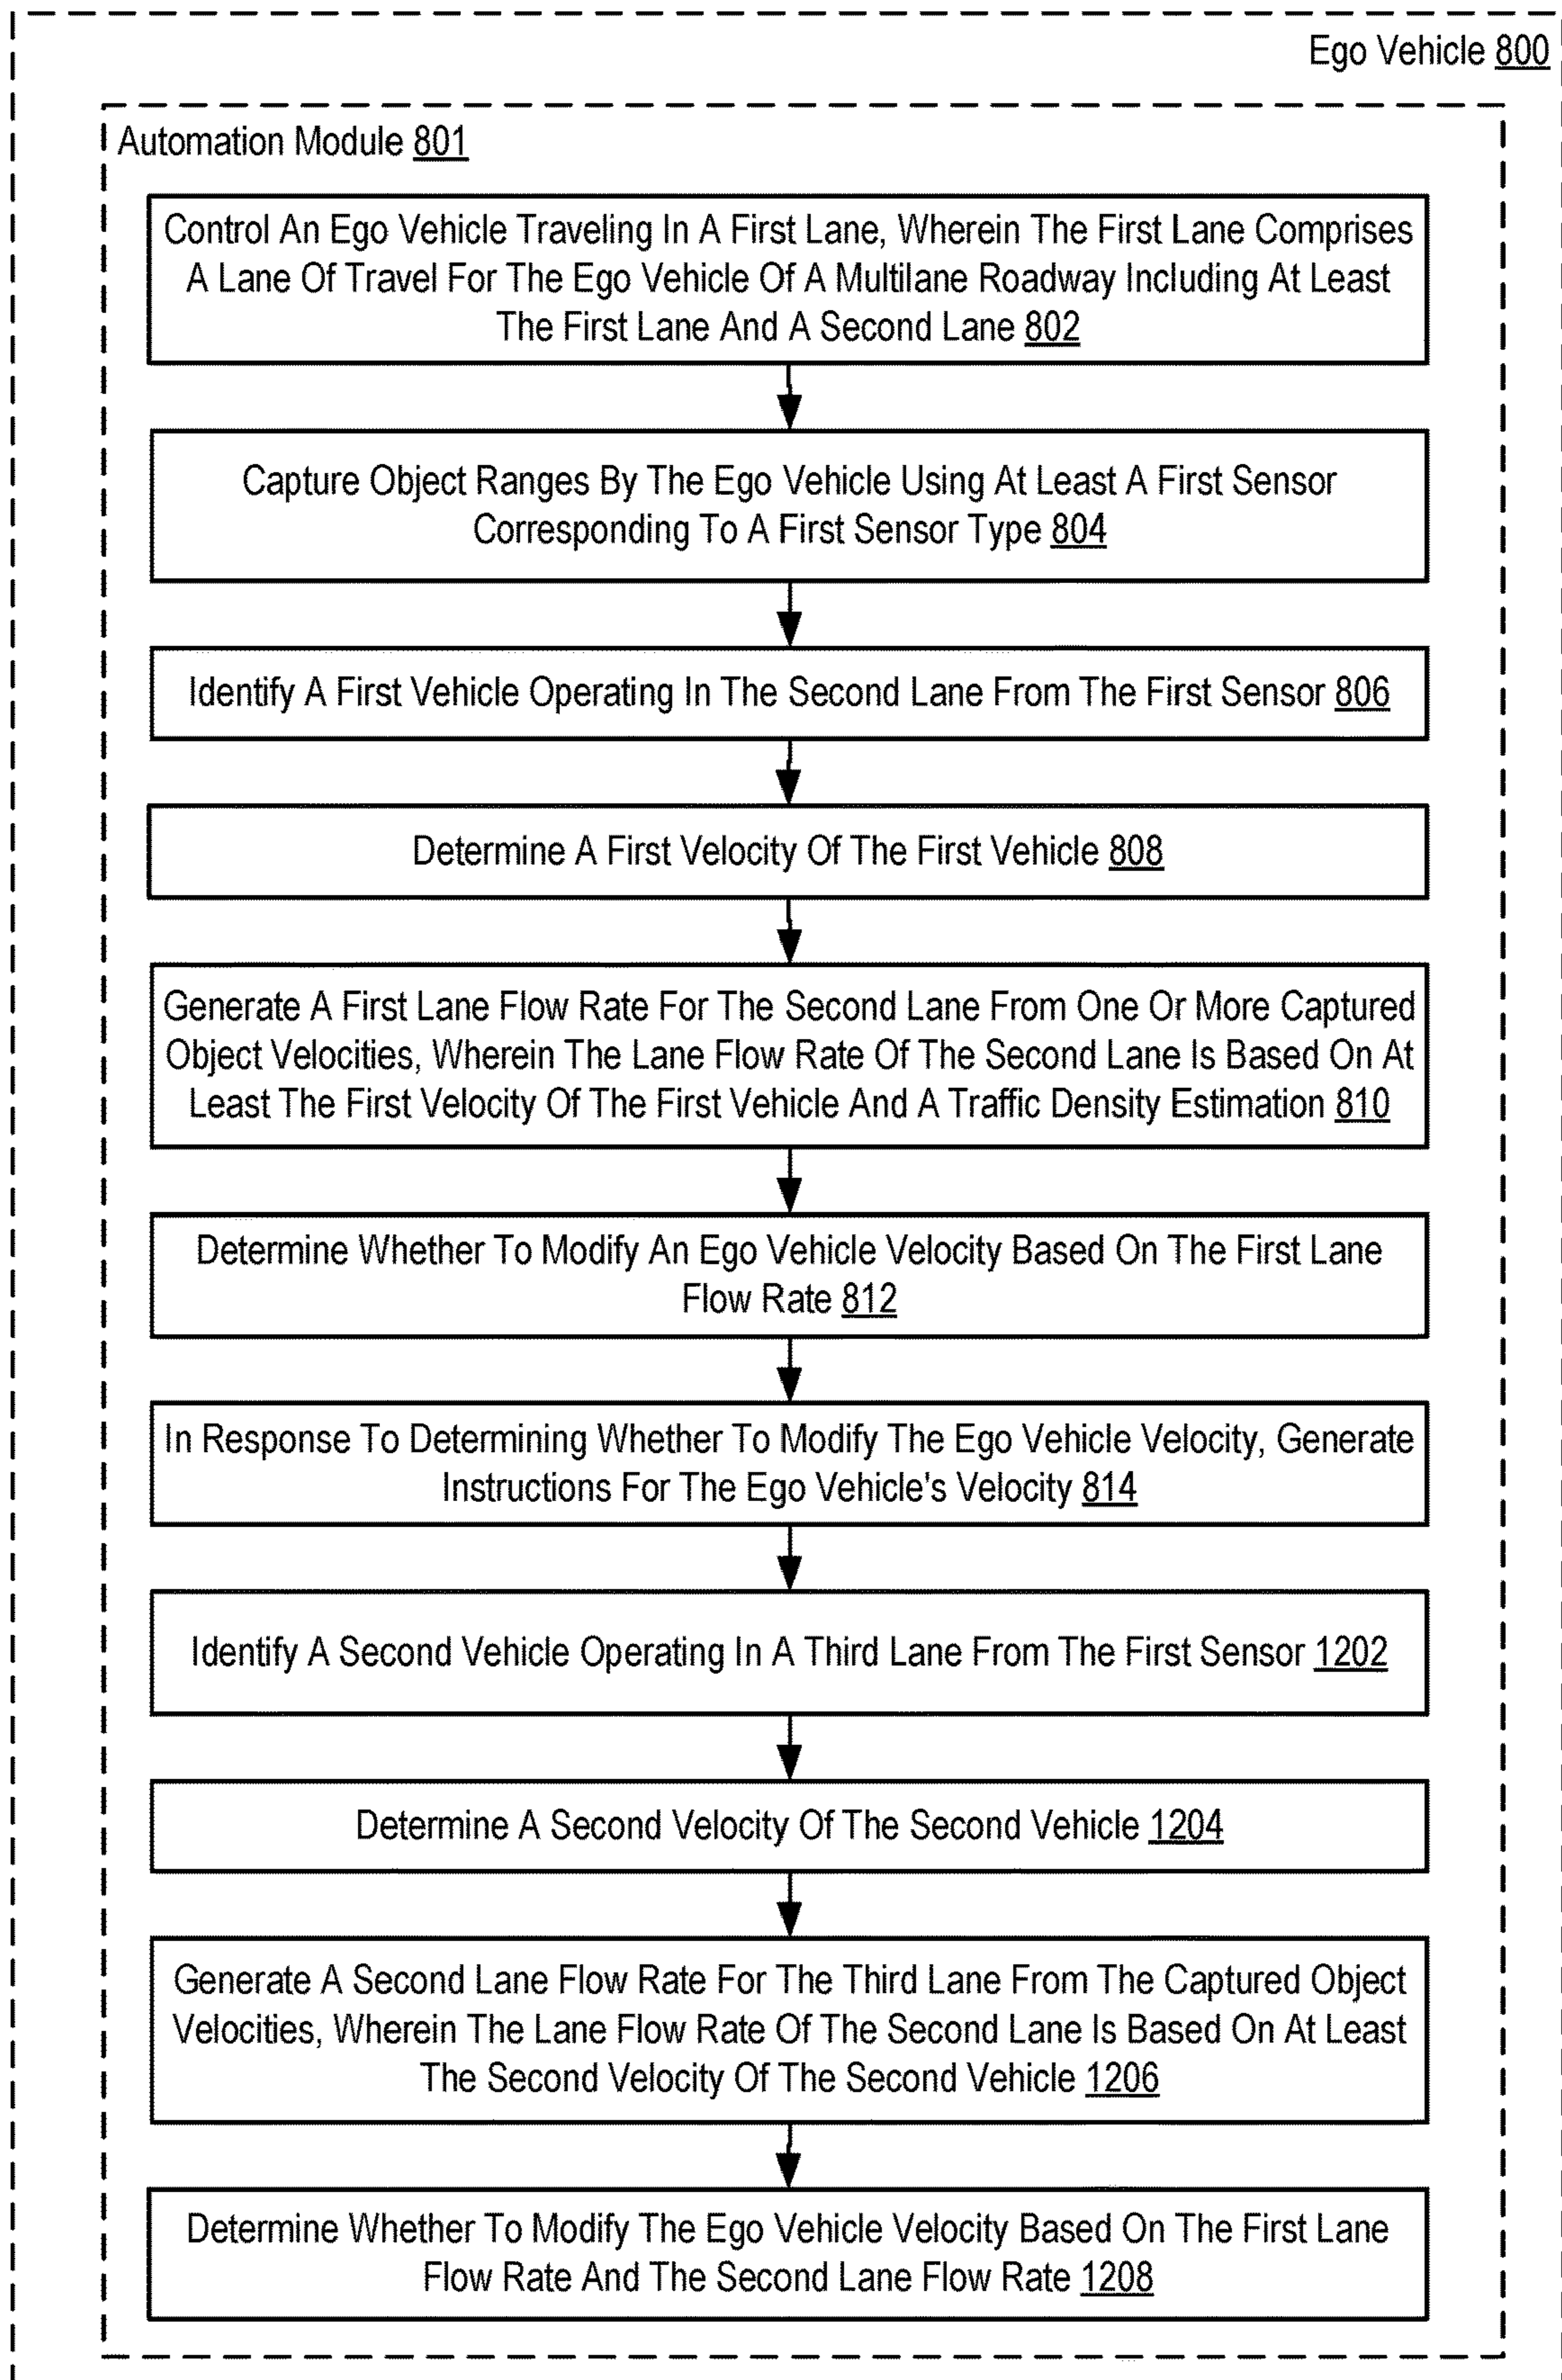 Ego Vehicle 800
Automation Module 801
Control An Ego Vehicle Traveling In A First Lane, Wherein The First Lane Comprises
A Lane Of Travel For The Ego Vehicle Of A Multilane Roadway Including At Least
The First Lane And A Second Lane 802
Capture Object Ranges By The Ego Vehicle Using At Least A First Sensor
Corresponding To A First Sensor Type 804
Identify A First Vehicle Operating In The Second Lane From The First Sensor 806
Determine A First Velocity Of The First Vehicle 808
Generate A First Lane Flow Rate For The Second Lane From One Or More Captured
Object Velocities, Wherein The Lane Flow Rate Of The Second Lane Is Based On At
Least The First Velocity Of The First Vehicle And A Traffic Density Estimation 810
Determine Whether To Modify An Ego Vehicle Velocity Based On The First Lane
Flow Rate 812
In Response To Determining Whether To Modify The Ego Vehicle Velocity, Generate
Instructions For The Ego Vehicle's Velocity 814
Identify A Second Vehicle Operating In A Third Lane From The First Sensor 1202
Determine A Second Velocity Of The Second Vehicle 1204
Generate A Second Lane Flow Rate For The Third Lane From The Captured Object
Velocities, Wherein The Lane Flow Rate Of The Second Lane Is Based On At Least
The Second Velocity Of The Second Vehicle 1206
Determine Whether To Modify The Ego Vehicle Velocity Based On The First Lane
Flow Rate And The Second Lane Flow Rate 1208